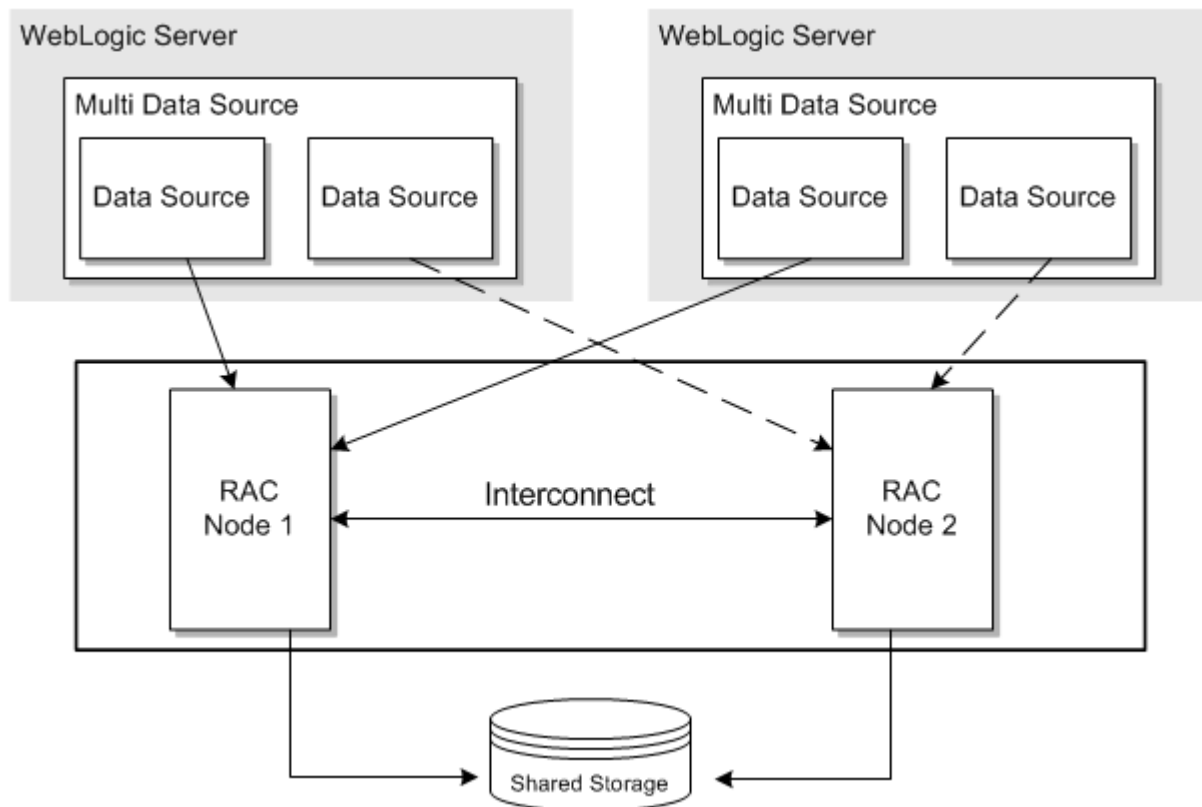 WebLogic Server
Multi Data Source
Data Source
Data Source
WebLogic Server
Multi Data Source
Data Source
Data Source
RAC
Node 1
Interconnect
RAC
Node 2
Shared Storage